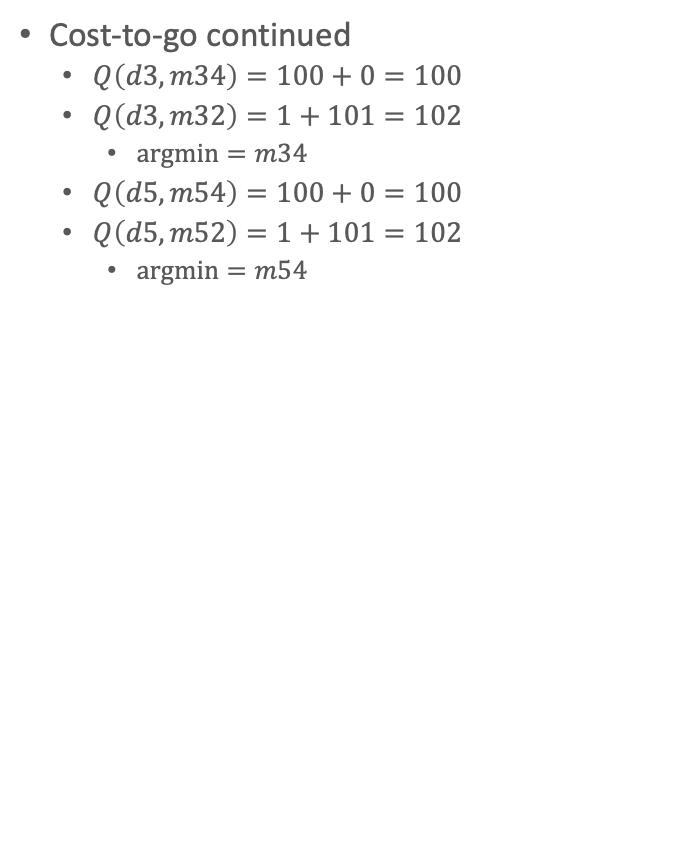 • Cost-to-go continued
• Q(d3, m34) = 100 + 0 = 100
• Q(d3, m32) = 1 + 101 = 102
• argmin = m34
• Q(d5, m54) = 100 + 0 = 100
• Q(d5, m52) = 1 + 101 = 102
• argmin = m54